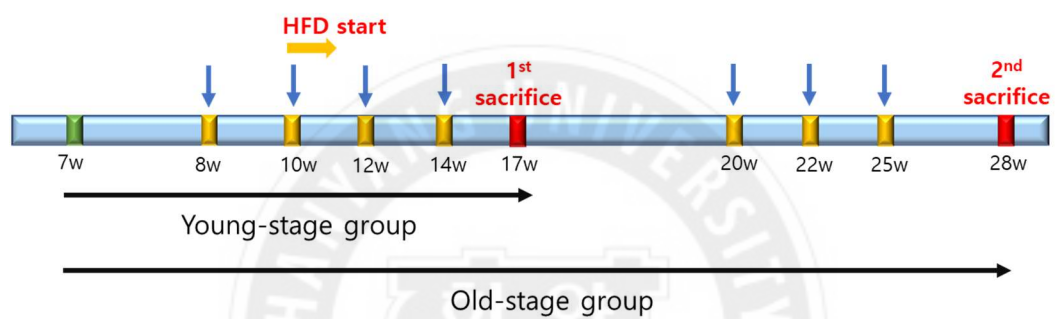 HFD start
1st
sacrifice
2nd
sacrifice
7w
8w
10w
12w
14w
17w
20w
22w
25w
28w
Young-stage group
Old-stage group